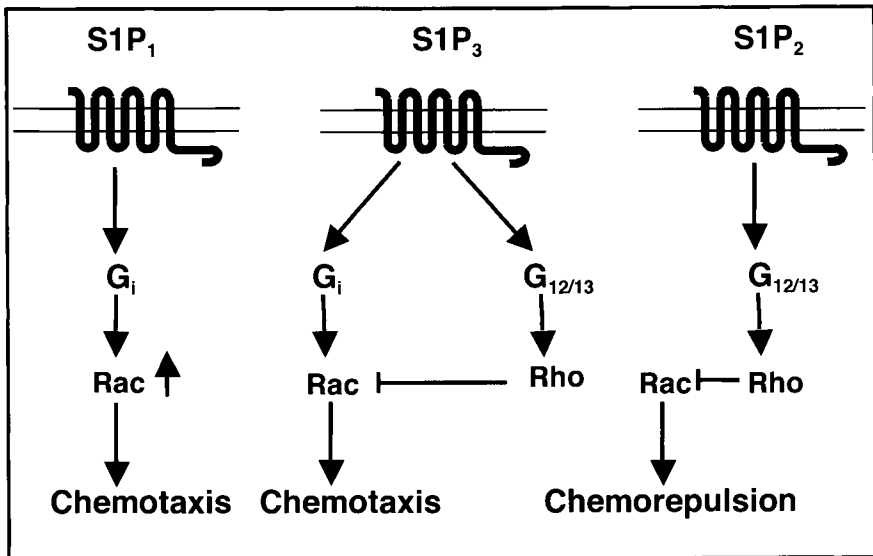 S1P₁ S1P₃ S1P₂
Gᵢ Gᵢ G₁₂/₁₃ G₁₂/₁₃
Rac Rac Rho Rac Rho
Chemotaxis Chemotaxis Chemorepulsion